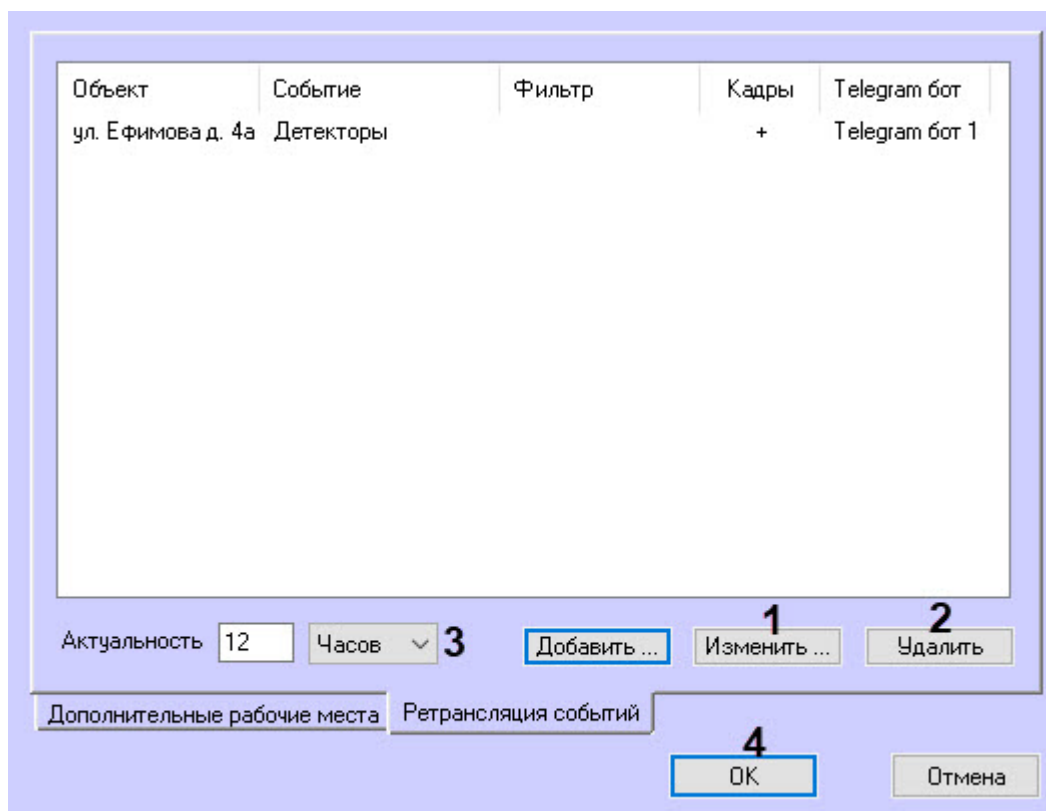 Объект Событие Фильтр Кадры Telegram бот
ул. Ефимова д. 4а Детекторы + Telegram бот 1
1 2
Актуальность 12 Часов 3 Добавить ... Изменить ... Удалить
Дополнительные рабочие места Ретрансляция событий
4
OK Отмена